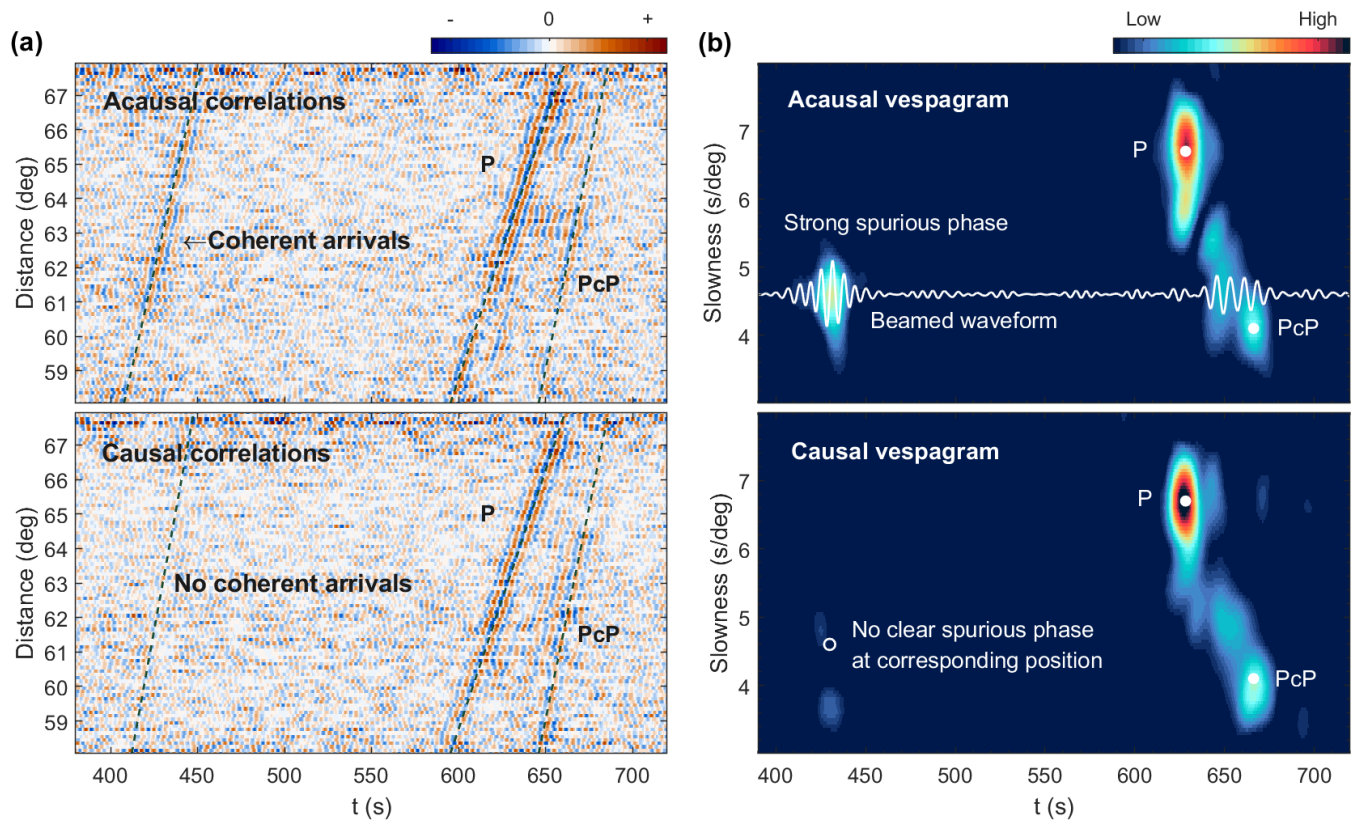 (a)
- 0 +
Acausal correlations
P
←Coherent arrivals
PcP
67
66
65
64
63
62
61
60
59
Distance (deg)
Causal correlations
P
No coherent arrivals
PcP
67
66
65
64
63
62
61
60
59
Distance (deg)
400 450 500 550 600 650 700
t (s)
(b)
Low High
Acausal vespagram
P
Strong spurious phase
Beamed waveform
PcP
7
6
5
4
Slowness (s/deg)
Causal vespagram
P
No clear spurious phase
at corresponding position
PcP
7
6
5
4
Slowness (s/deg)
400 450 500 550 600 650 700
t (s)